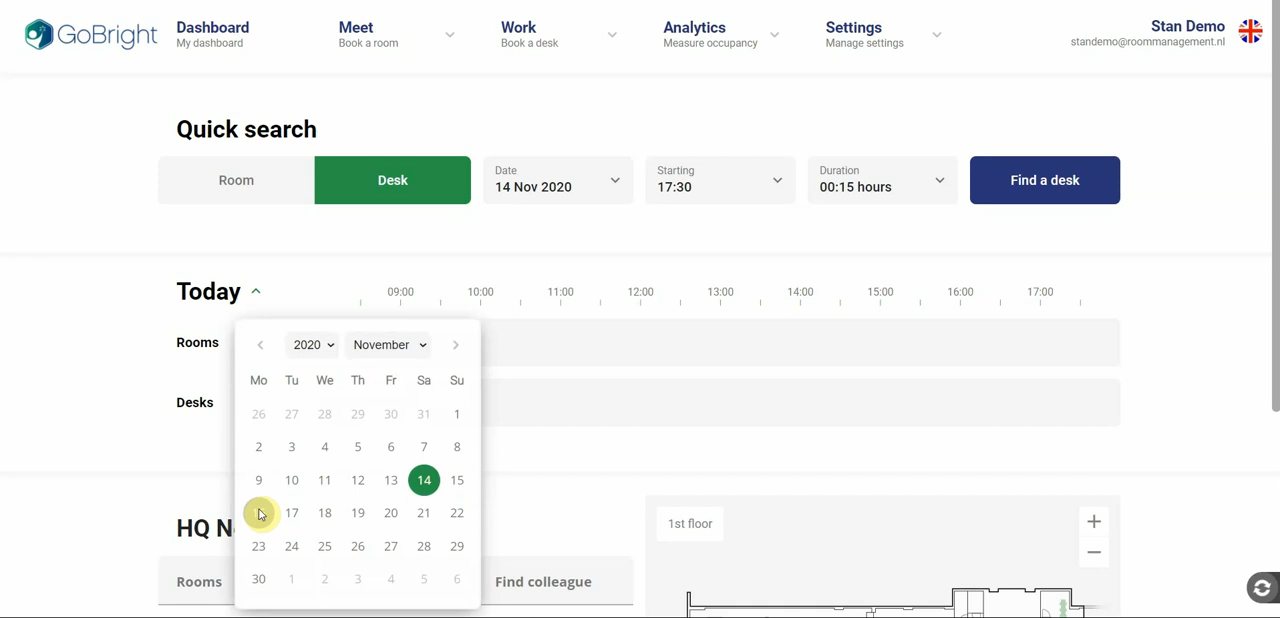 GoBright
Dashboard
My dashboard
Meet
Book a room
Work
Book a desk
Analytics
Measure occupancy
Settings
Manage settings
Stan Demo
standemo@roommanagement.nl
Quick search
Room
Desk
Date
14 Nov 2020
Starting
17:30
Duration
00:15 hours
Find a desk
Today
09:00 10:00 11:00 12:00 13:00 14:00 15:00 16:00 17:00
Rooms
Desks
2020 November
Mo Tu We Th Fr Sa Su
26 27 28 29 30 31 1
2 3 4 5 6 7 8
9 10 11 12 13 14 15
17 18 19 20 21 22
23 24 25 26 27 28 29
30 1 2 3 4 5 6
HQ
Rooms
Find colleague
1st floor